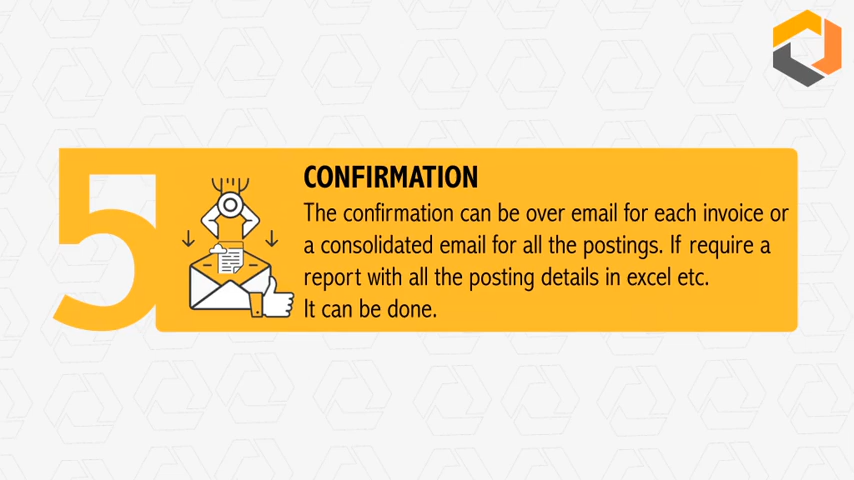 5
CONFIRMATION
The confirmation can be over email for each invoice or
a consolidated email for all the postings. If require a
report with all the posting details in excel etc.
It can be done.